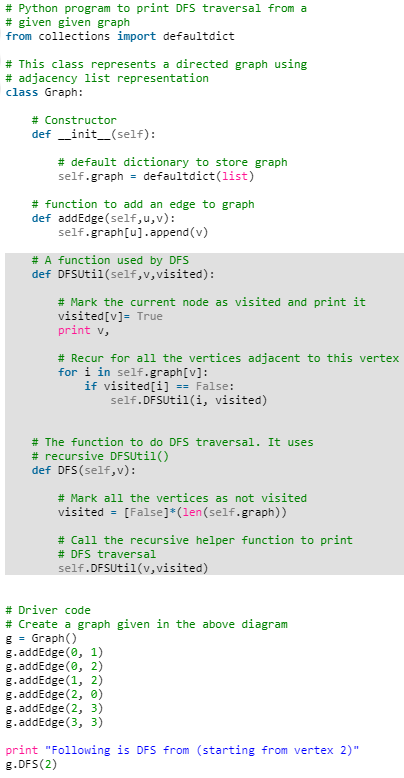 # Python program to print DFS traversal from a
# given given graph
from collections import defaultdict
# This class represents a directed graph using
# adjacency list representation
class Graph:
# Constructor
def __init__(self):
# default dictionary to store graph
self.graph = defaultdict(list)
# function to add an edge to graph
def addEdge(self,u,v):
self.graph[u].append(v)
# A function used by DFS
def DFSUtil(self,v,visited):
# Mark the current node as visited and print it
visited[v]= True
print v,
# Recur for all the vertices adjacent to this vertex
for i in self.graph[v]:
if visited[i] == False:
self.DFSUtil(i, visited)
# The function to do DFS traversal. It uses
# recursive DFSUtil()
def DFS(self,v):
# Mark all the vertices as not visited
visited = [False]*(len(self.graph))
# Call the recursive helper function to print
# DFS traversal
self.DFSUtil(v,visited)
# Driver code
# Create a graph given in the above diagram
g = Graph()
g.addEdge(0, 1)
g.addEdge(0, 2)
g.addEdge(1, 2)
g.addEdge(2, 0)
g.addEdge(2, 3)
g.addEdge(3, 3)
print "Following is DFS from (starting from vertex 2)"
g.DFS(2)